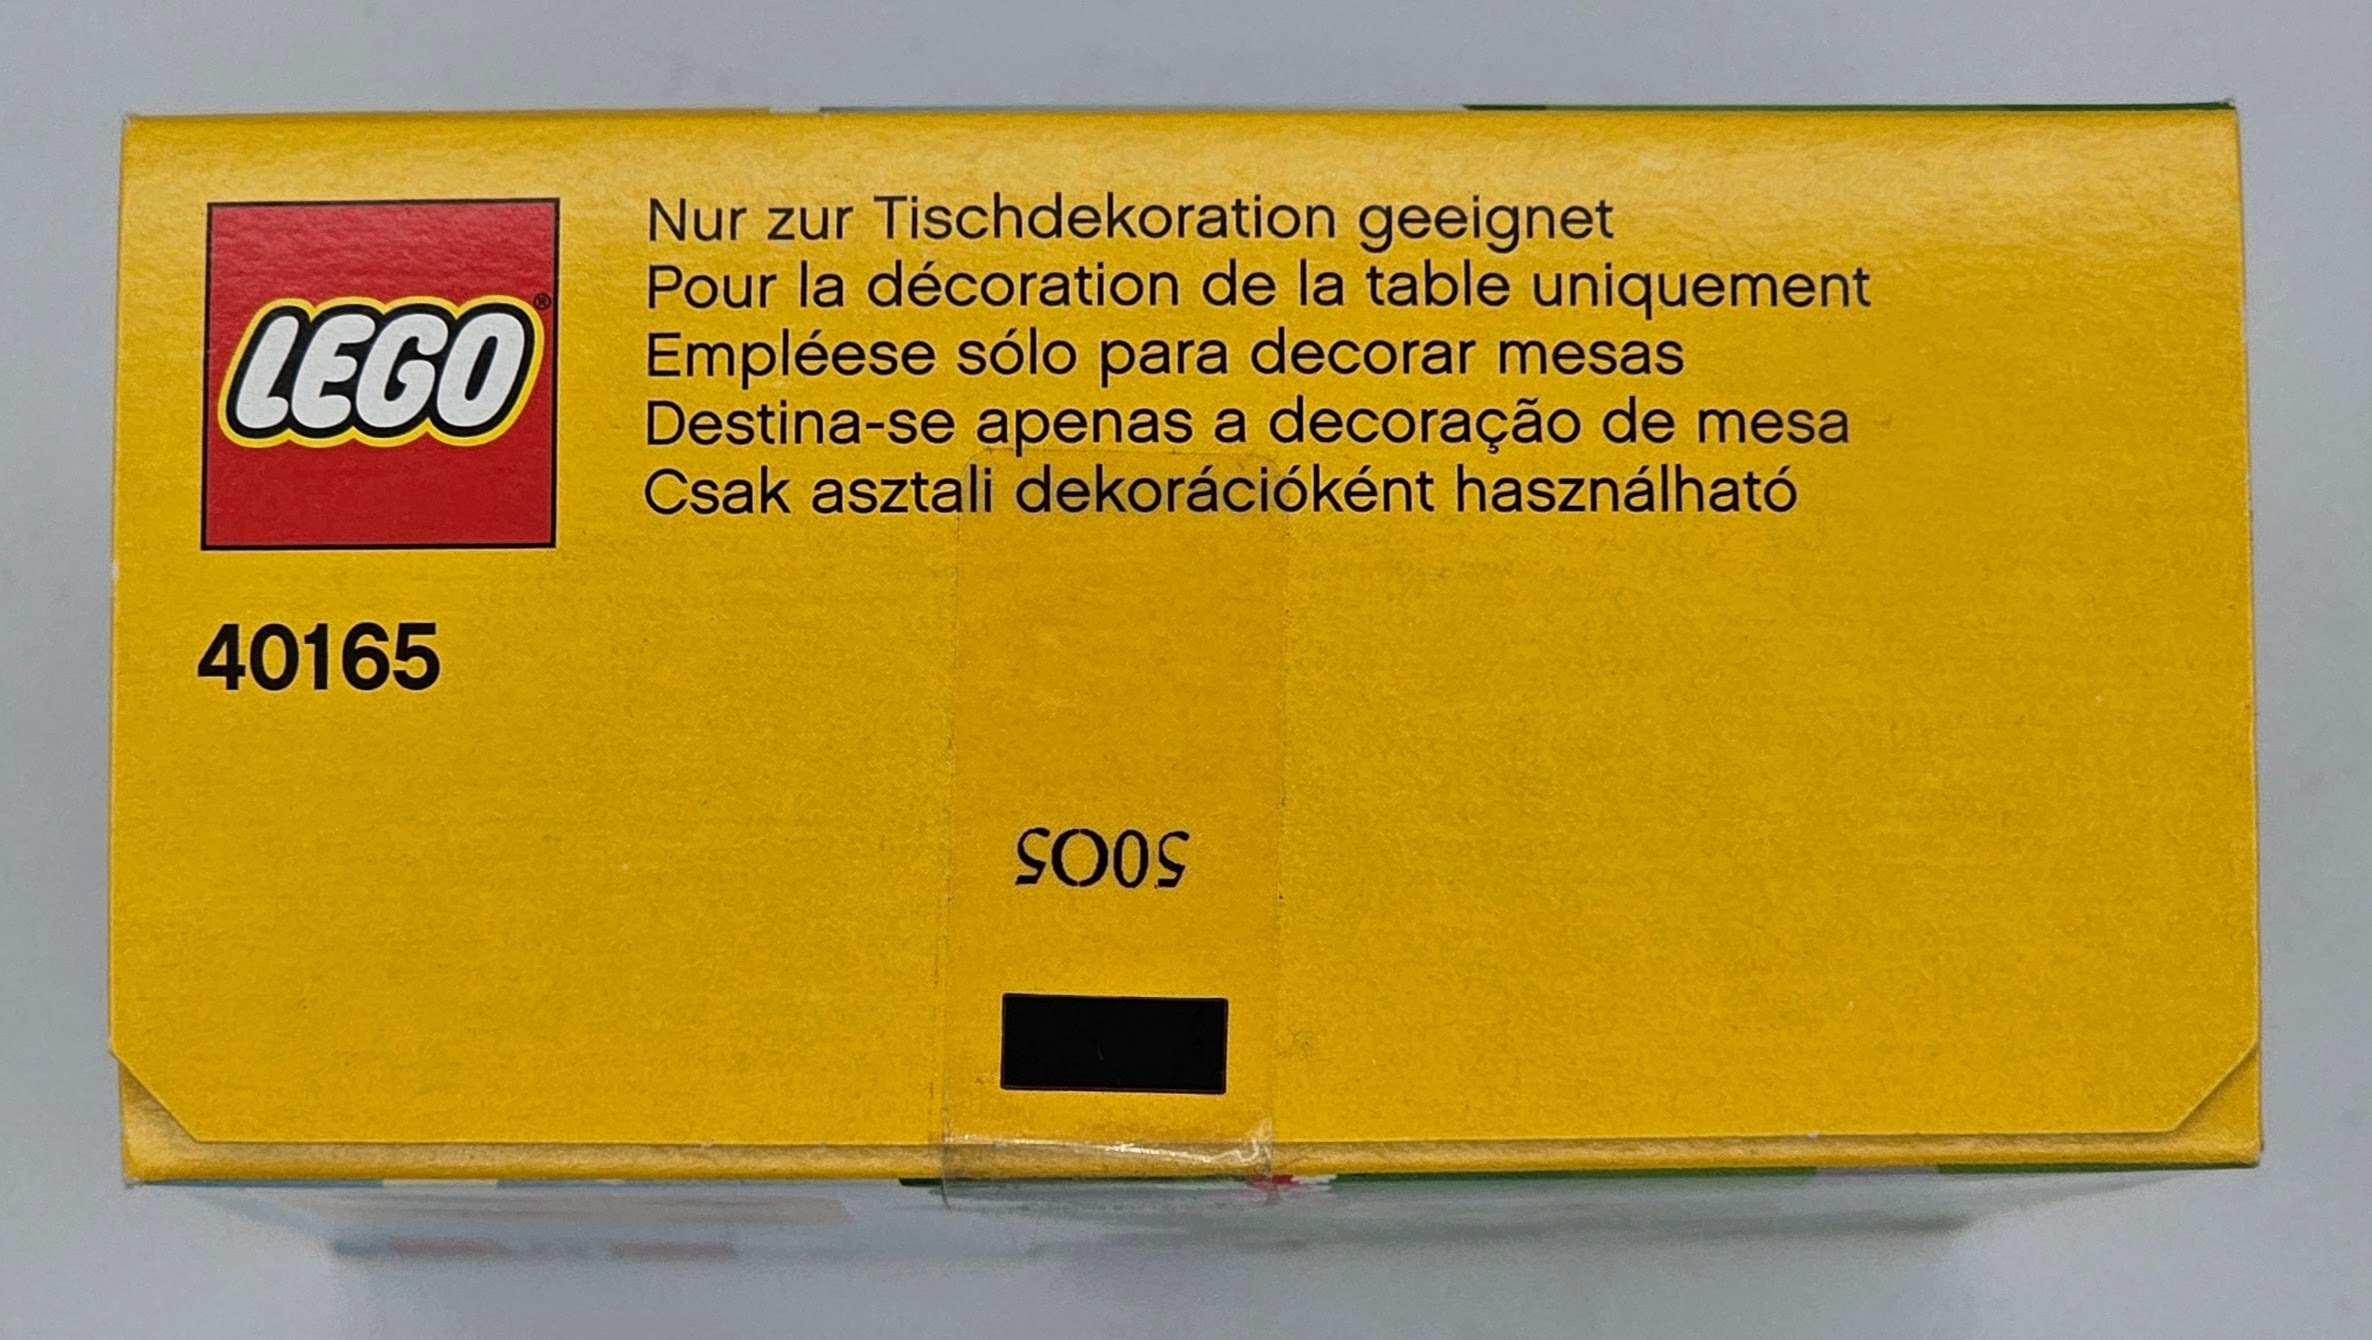 LEGO®
Nur zur Tischdekoration geeignet
Pour la décoration de la table uniquement
Empléese sólo para decorar mesas
Destina-se apenas a decoração de mesa
Csak asztali dekorációként használható
40165
50O5